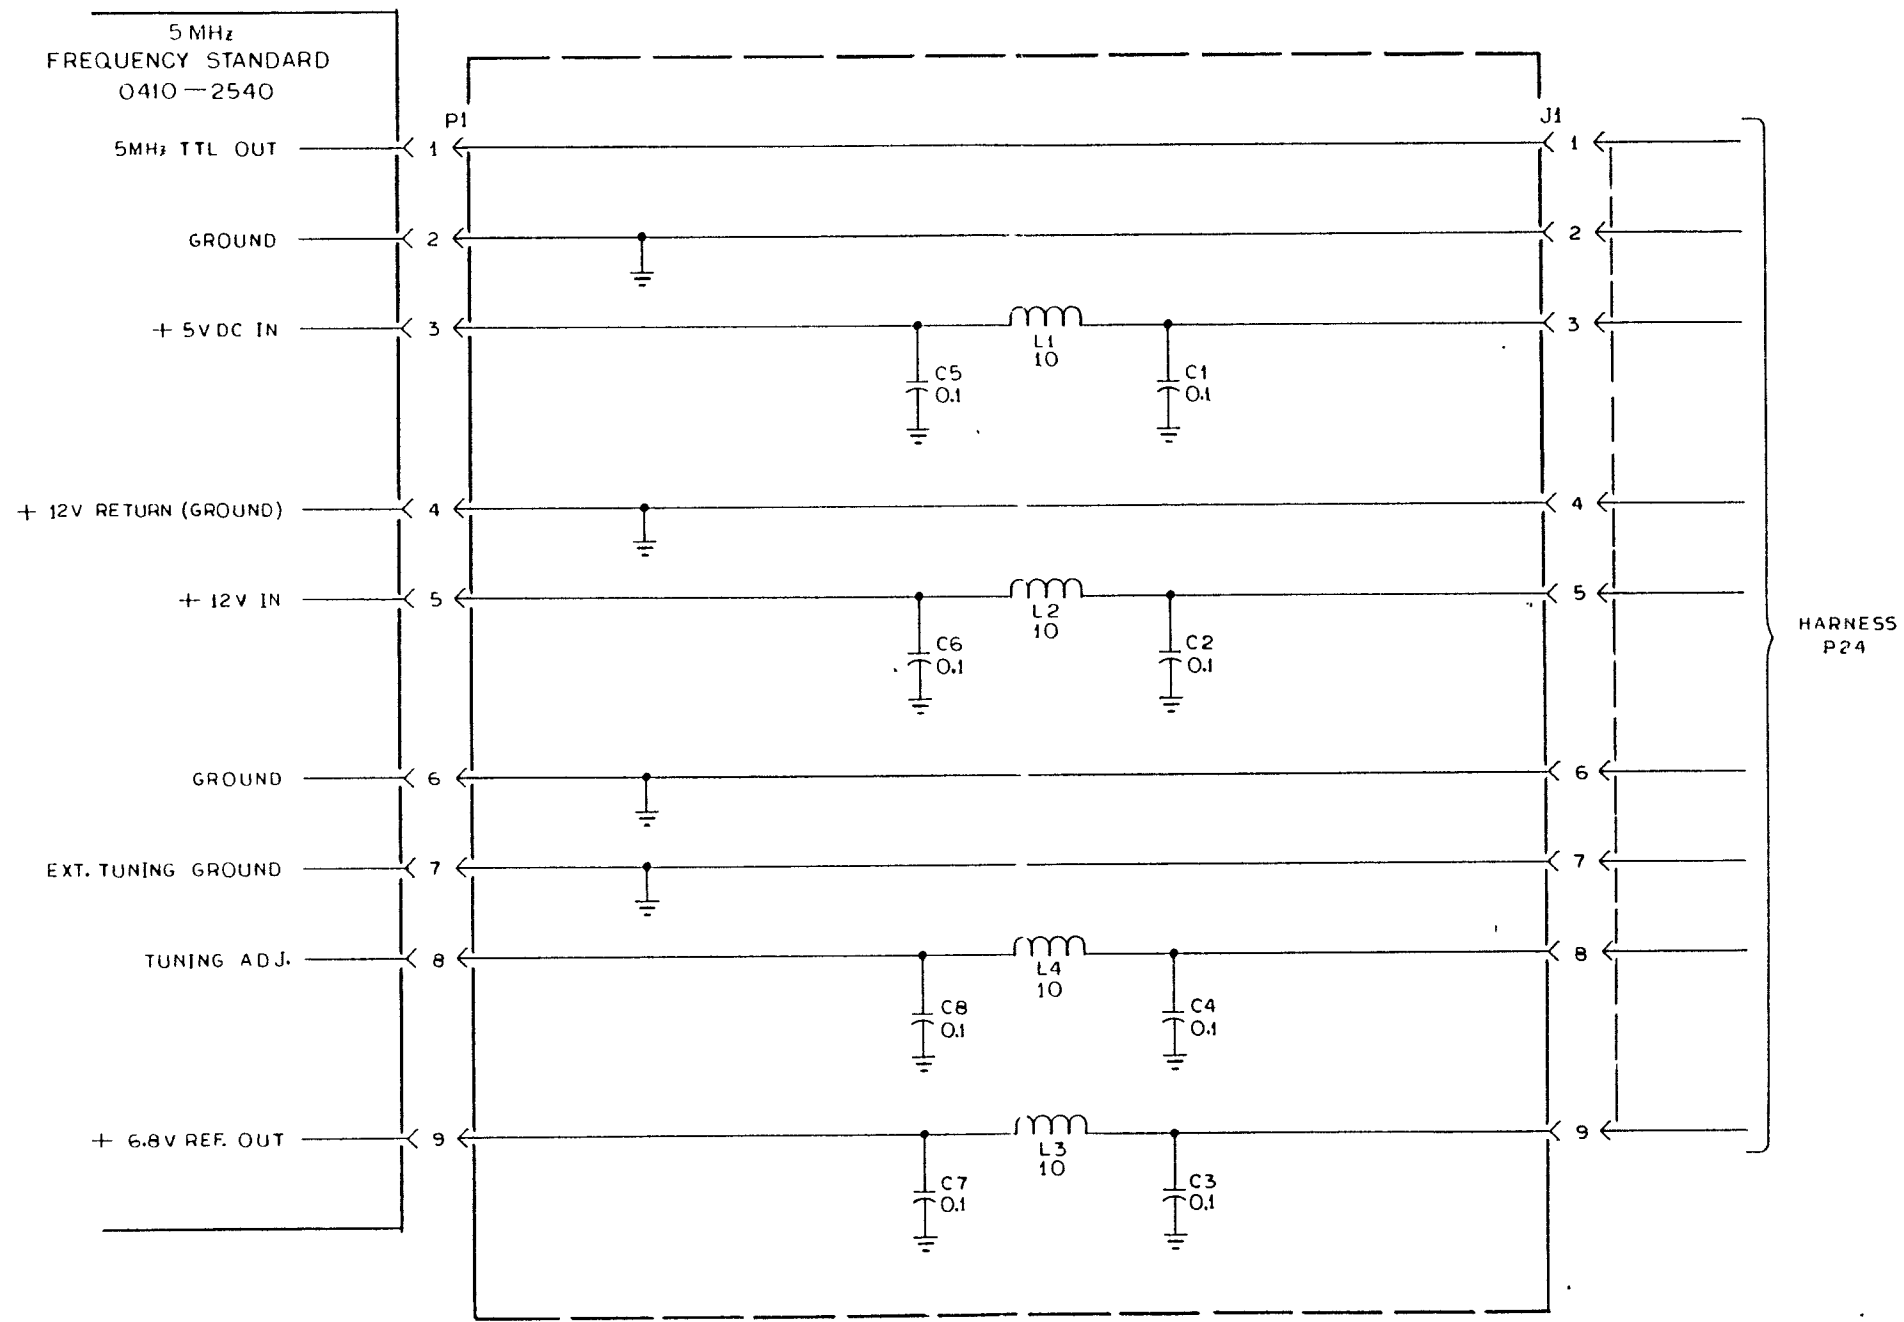 5 MHz
FREQUENCY STANDARD
0410-2540
P1
J1
5MHz TTL OUT 1 1
GROUND 2 2
+ 5V DC IN 3 3
L1
10
C5
0.1
C1
0.1
+ 12V RETURN (GROUND) 4 4
+ 12V IN 5 5
L2
10
C6
0.1
C2
0.1
HARNESS
P24
GROUND 6 6
EXT. TUNING GROUND 7 7
TUNING ADJ. 8 8
L4
10
C8
0.1
C4
0.1
+ 6.8V REF. OUT 9 9
L3
10
C7
0.1
C3
0.1